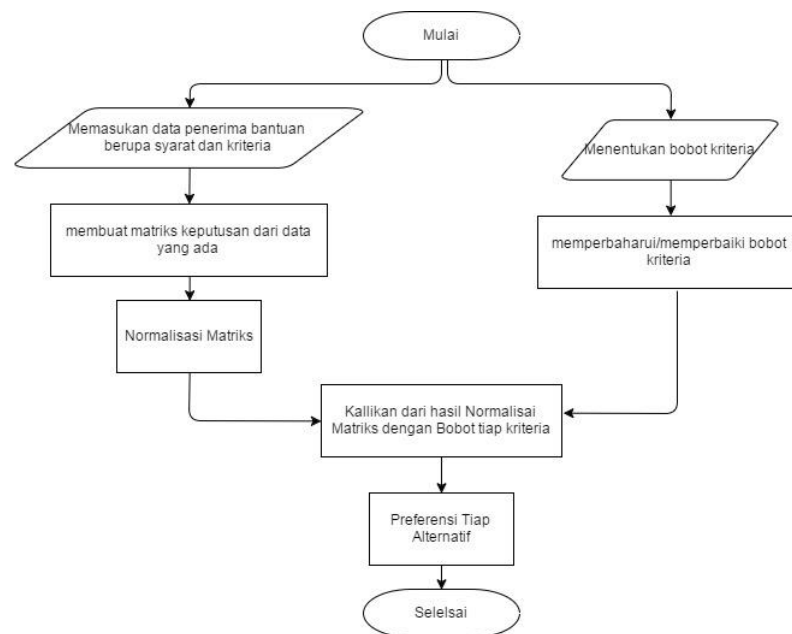 Mulai
Memasukan data penerima bantuan
berupa syarat dan kriteria
Menentukan bobot kriteria
membuat matriks keputusan dari data
yang ada
memperbaharui/memperbaiki bobot
kriteria
Normalisasi Matriks
Kallikan dari hasil Normalisai
Matriks dengan Bobot tiap kriteria
Preferensi Tiap
Alternatif
Selelsai